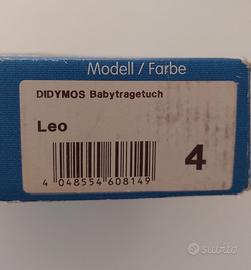 Modell / Farbe
DIDYMOS Babytragetuch
Leo
4
4 048554 608149
subito